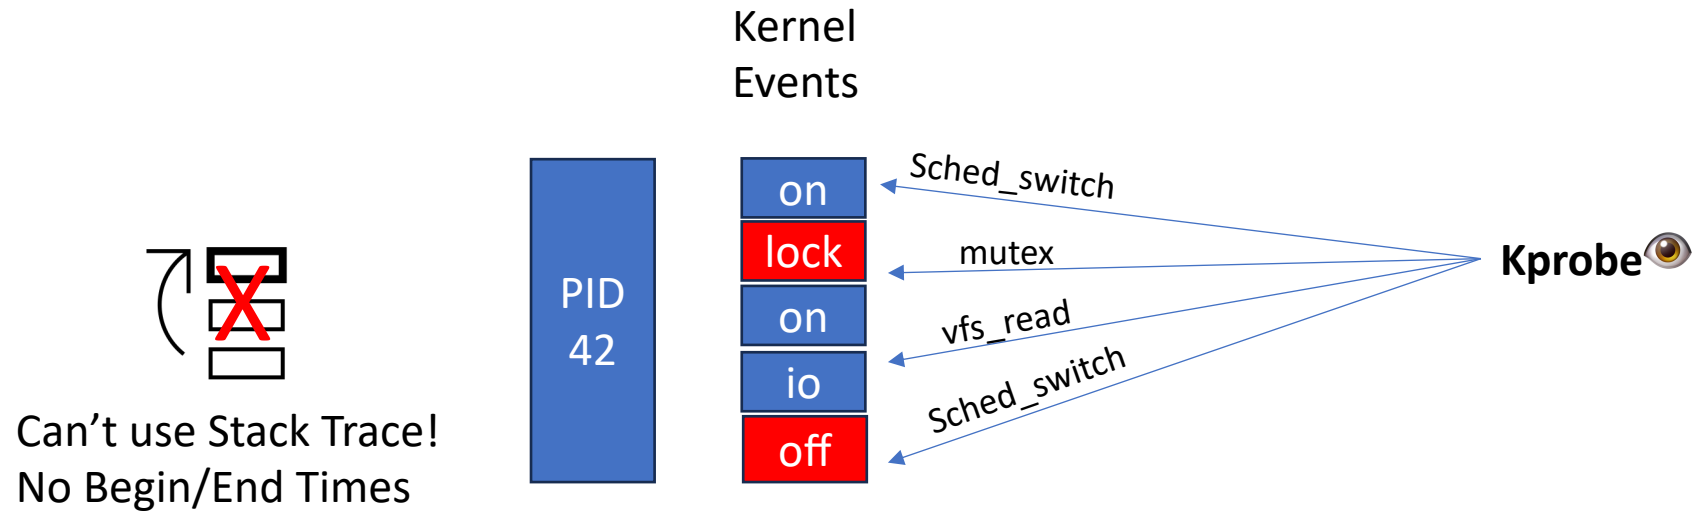 Kernel
Events
on
lock
on
io
off
PID
42
Sched_switch
mutex
vfs_read
Sched_switch
Kprobe
X
Can’t use Stack Trace!
No Begin/End Times